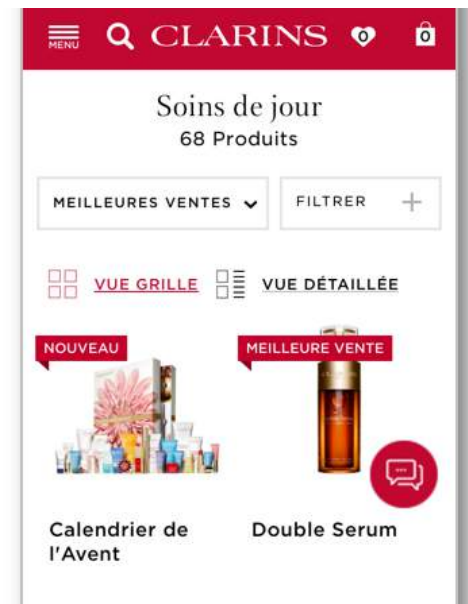 MENU
CLARINS
0
0
Soins de jour
68 Produits
MEILLEURES VENTES
FILTRER
VUE GRILLE
VUE DÉTAILLÉE
NOUVEAU
MEILLEURE VENTE
CLARINS
Calendrier de
l'Avent
Double Serum